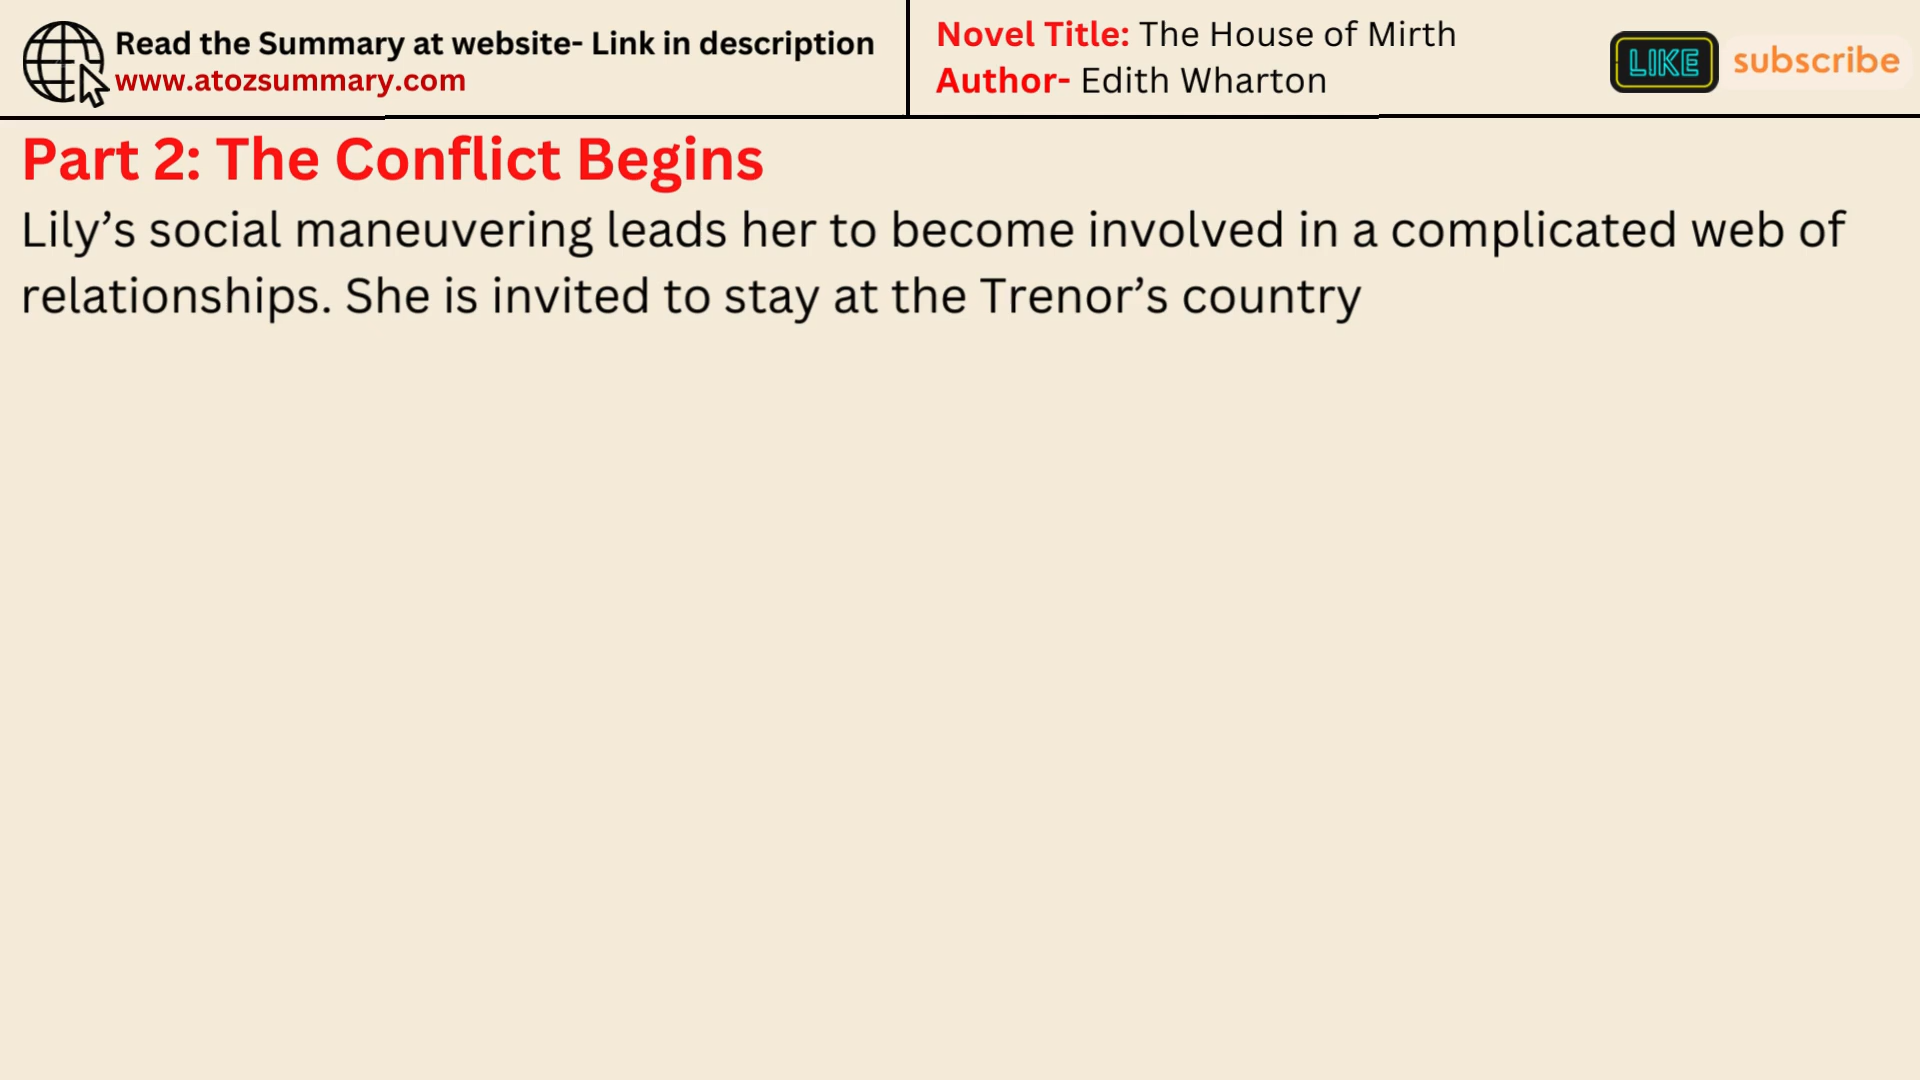 Read the Summary at website- Link in description
www.atozsummary.com
Novel Title: The House of Mirth
Author- Edith Wharton
LIKE
subscribe
Part 2: The Conflict Begins
Lily’s social maneuvering leads her to become involved in a complicated web of
relationships. She is invited to stay at the Trenor’s country